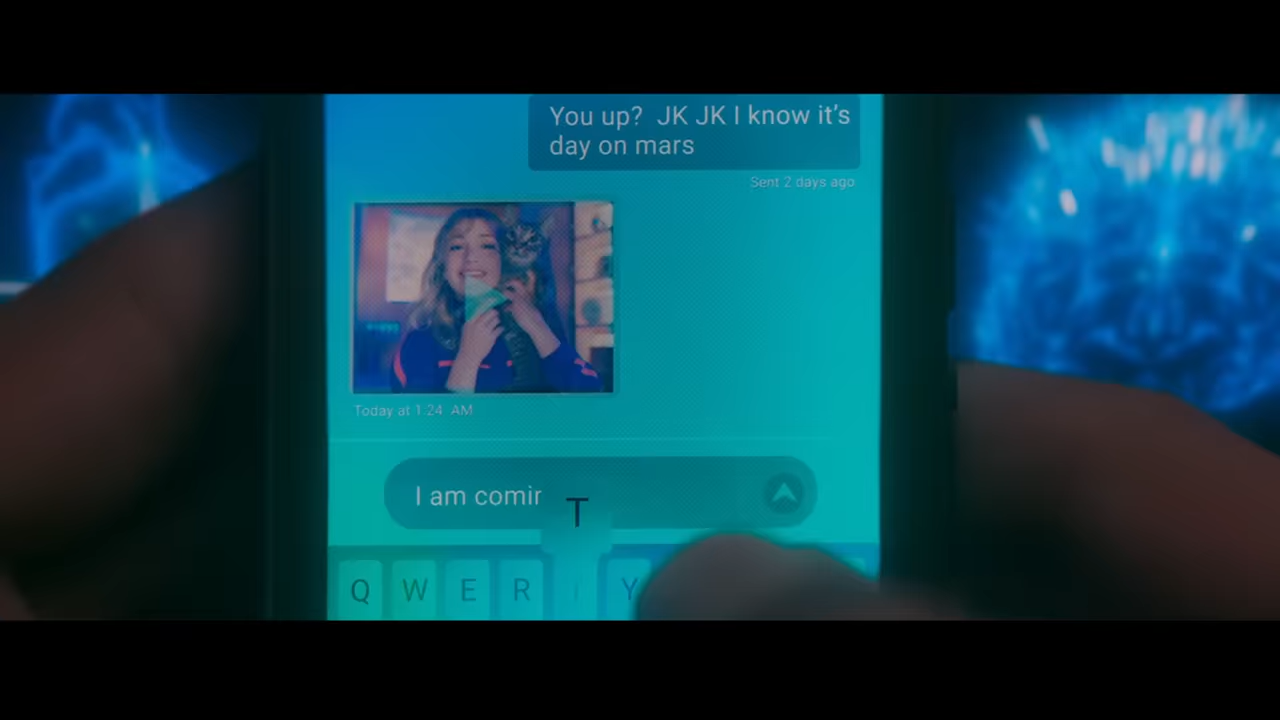 You up? JK JK I know it's
day on mars
Sent 2 days ago
Today at 1:24 AM
I am comir
T
Q W E R Y